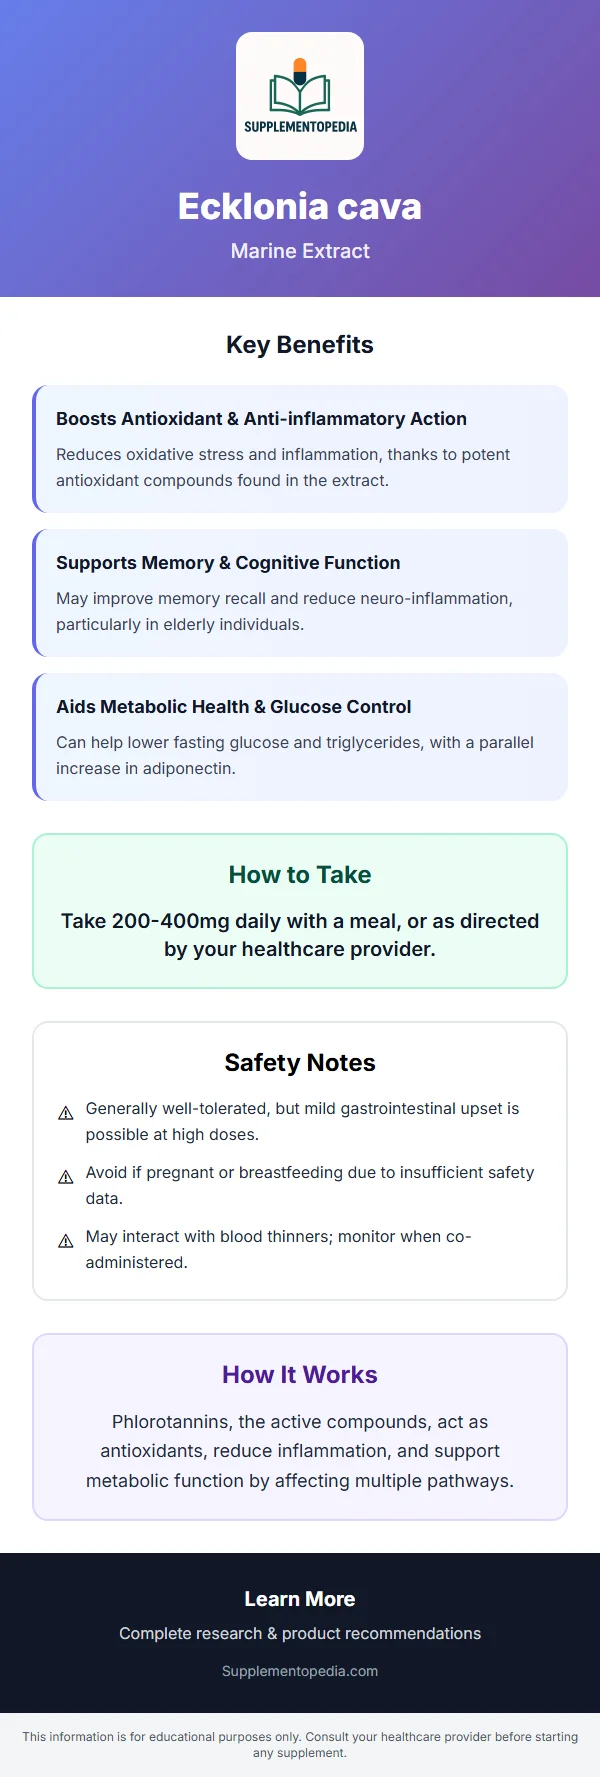 SUPPLEMENTOPEDIA
Ecklonia cava
Marine Extract
Key Benefits
Boosts Antioxidant & Anti-inflammatory Action
Reduces oxidative stress and inflammation, thanks to potent
antioxidant compounds found in the extract.
Supports Memory & Cognitive Function
May improve memory recall and reduce neuro-inflammation,
particularly in elderly individuals.
Aids Metabolic Health & Glucose Control
Can help lower fasting glucose and triglycerides, with a parallel
increase in adiponectin.
How to Take
Take 200-400mg daily with a meal, or as directed
by your healthcare provider.
Safety Notes
Generally well-tolerated, but mild gastrointestinal upset is
possible at high doses.
Avoid if pregnant or breastfeeding due to insufficient safety
data.
May interact with blood thinners; monitor when co-
administered.
How It Works
Phlorotannins, the active compounds, act as
antioxidants, reduce inflammation, and support
metabolic function by affecting multiple pathways.
Learn More
Complete research & product recommendations
Supplementopedia.com
This information is for educational purposes only. Consult your healthcare provider before starting
any supplement.